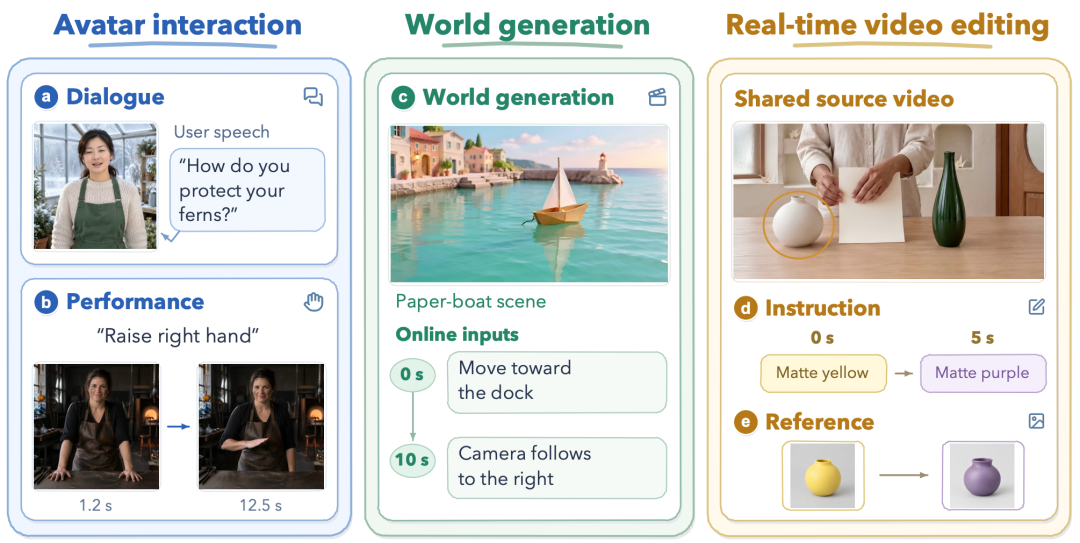 Avatar interaction
a Dialogue
User speech
“How do you
protect your
ferns?”
b Performance
“Raise right hand”
1.2 s
12.5 s
World generation
c World generation
Paper-boat scene
Online inputs
0 s
Move toward
the dock
10 s
Camera follows
to the right
Real-time video editing
Shared source video
d Instruction
0 s
5 s
Matte yellow
Matte purple
e Reference